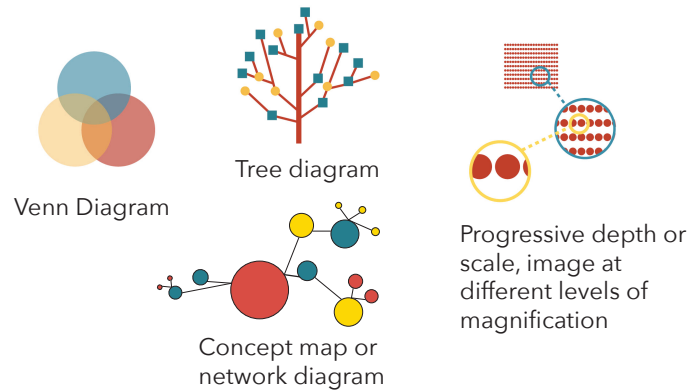 Tree diagram
Venn Diagram
Progressive depth or
scale, image at
different levels of
magnification
Concept map or
network diagram